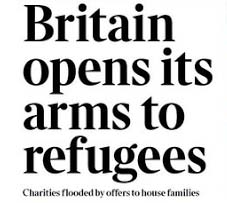 Britain
opens its
arms to
refugees
Charities flooded by offers to house families